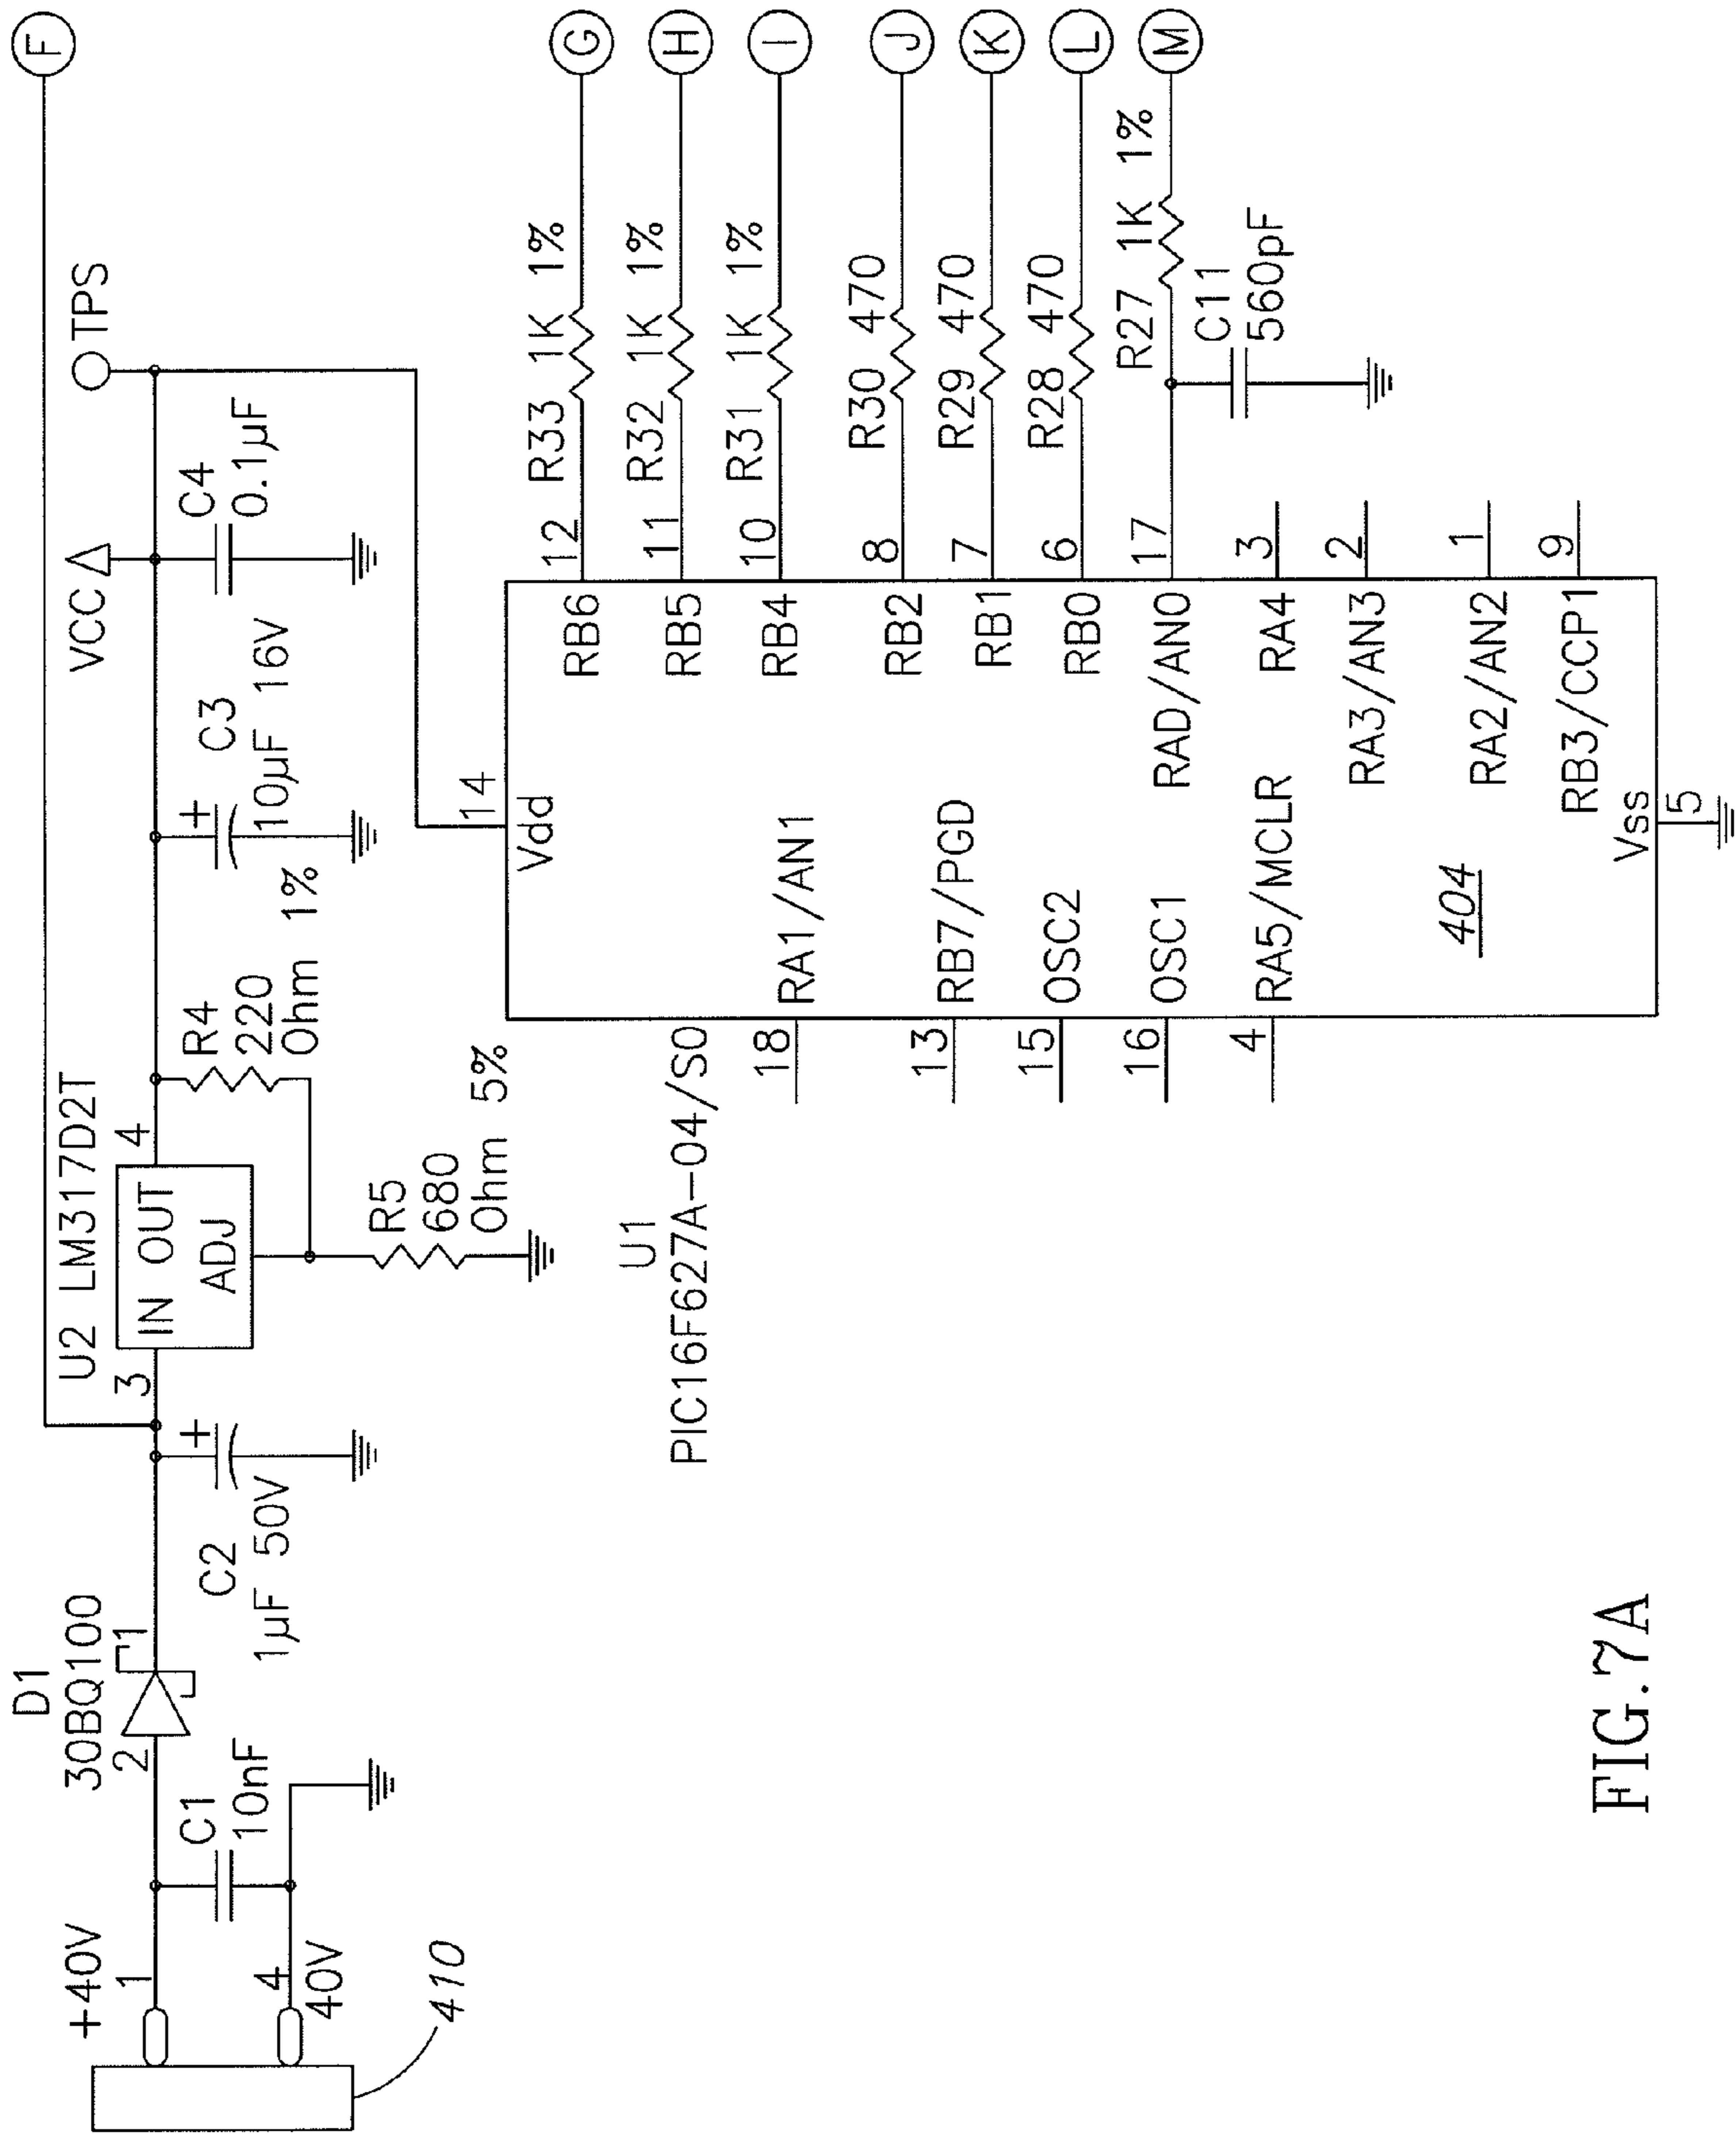 F
TPS
VCC
C4
0.1µF
C3
10µF 16V
R4
220
Ohm 1%
U2 LM317D2T
3
IN OUT
ADJ
4
R5
680
Ohm 5%
D1
30BQ100
2
1
C2
1µF 50V
+40V
1
C1
10nF
4
40V
410
U1
PIC16F627A-04/SO
14
Vdd
RB6
12
R33 1K 1%
G
RB5
11
R32 1K 1%
H
18
RA1/AN1
RB4
10
R31 1K 1%
I
RB2
8
R30 470
J
13
RB7/PGD
RB1
7
R29 470
K
15
OSC2
RB0
6
R28 470
L
16
OSC1
RAD/AN0
17
R27 1K 1%
M
C11
560pF
4
RA5/MCLR
RA4
3
RA3/AN3
2
404
RA2/AN2
1
RB3/CCP1
9
Vss
5
FIG.7A